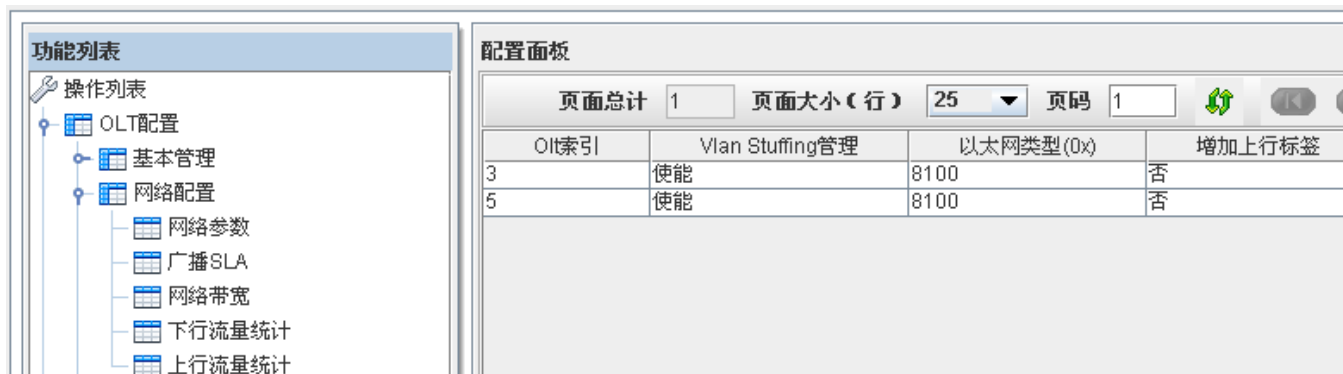 功能列表
操作列表
OLT配置
基本管理
网络配置
网络参数
广播SLA
网络带宽
下行流量统计
上行流量统计
配置面板
页面总计 1 页面大小(行) 25 页码 1
Olt索引 Vlan Stuffing管理 以太网类型(0x) 增加上行标签
3 使能 8100 否
5 使能 8100 否